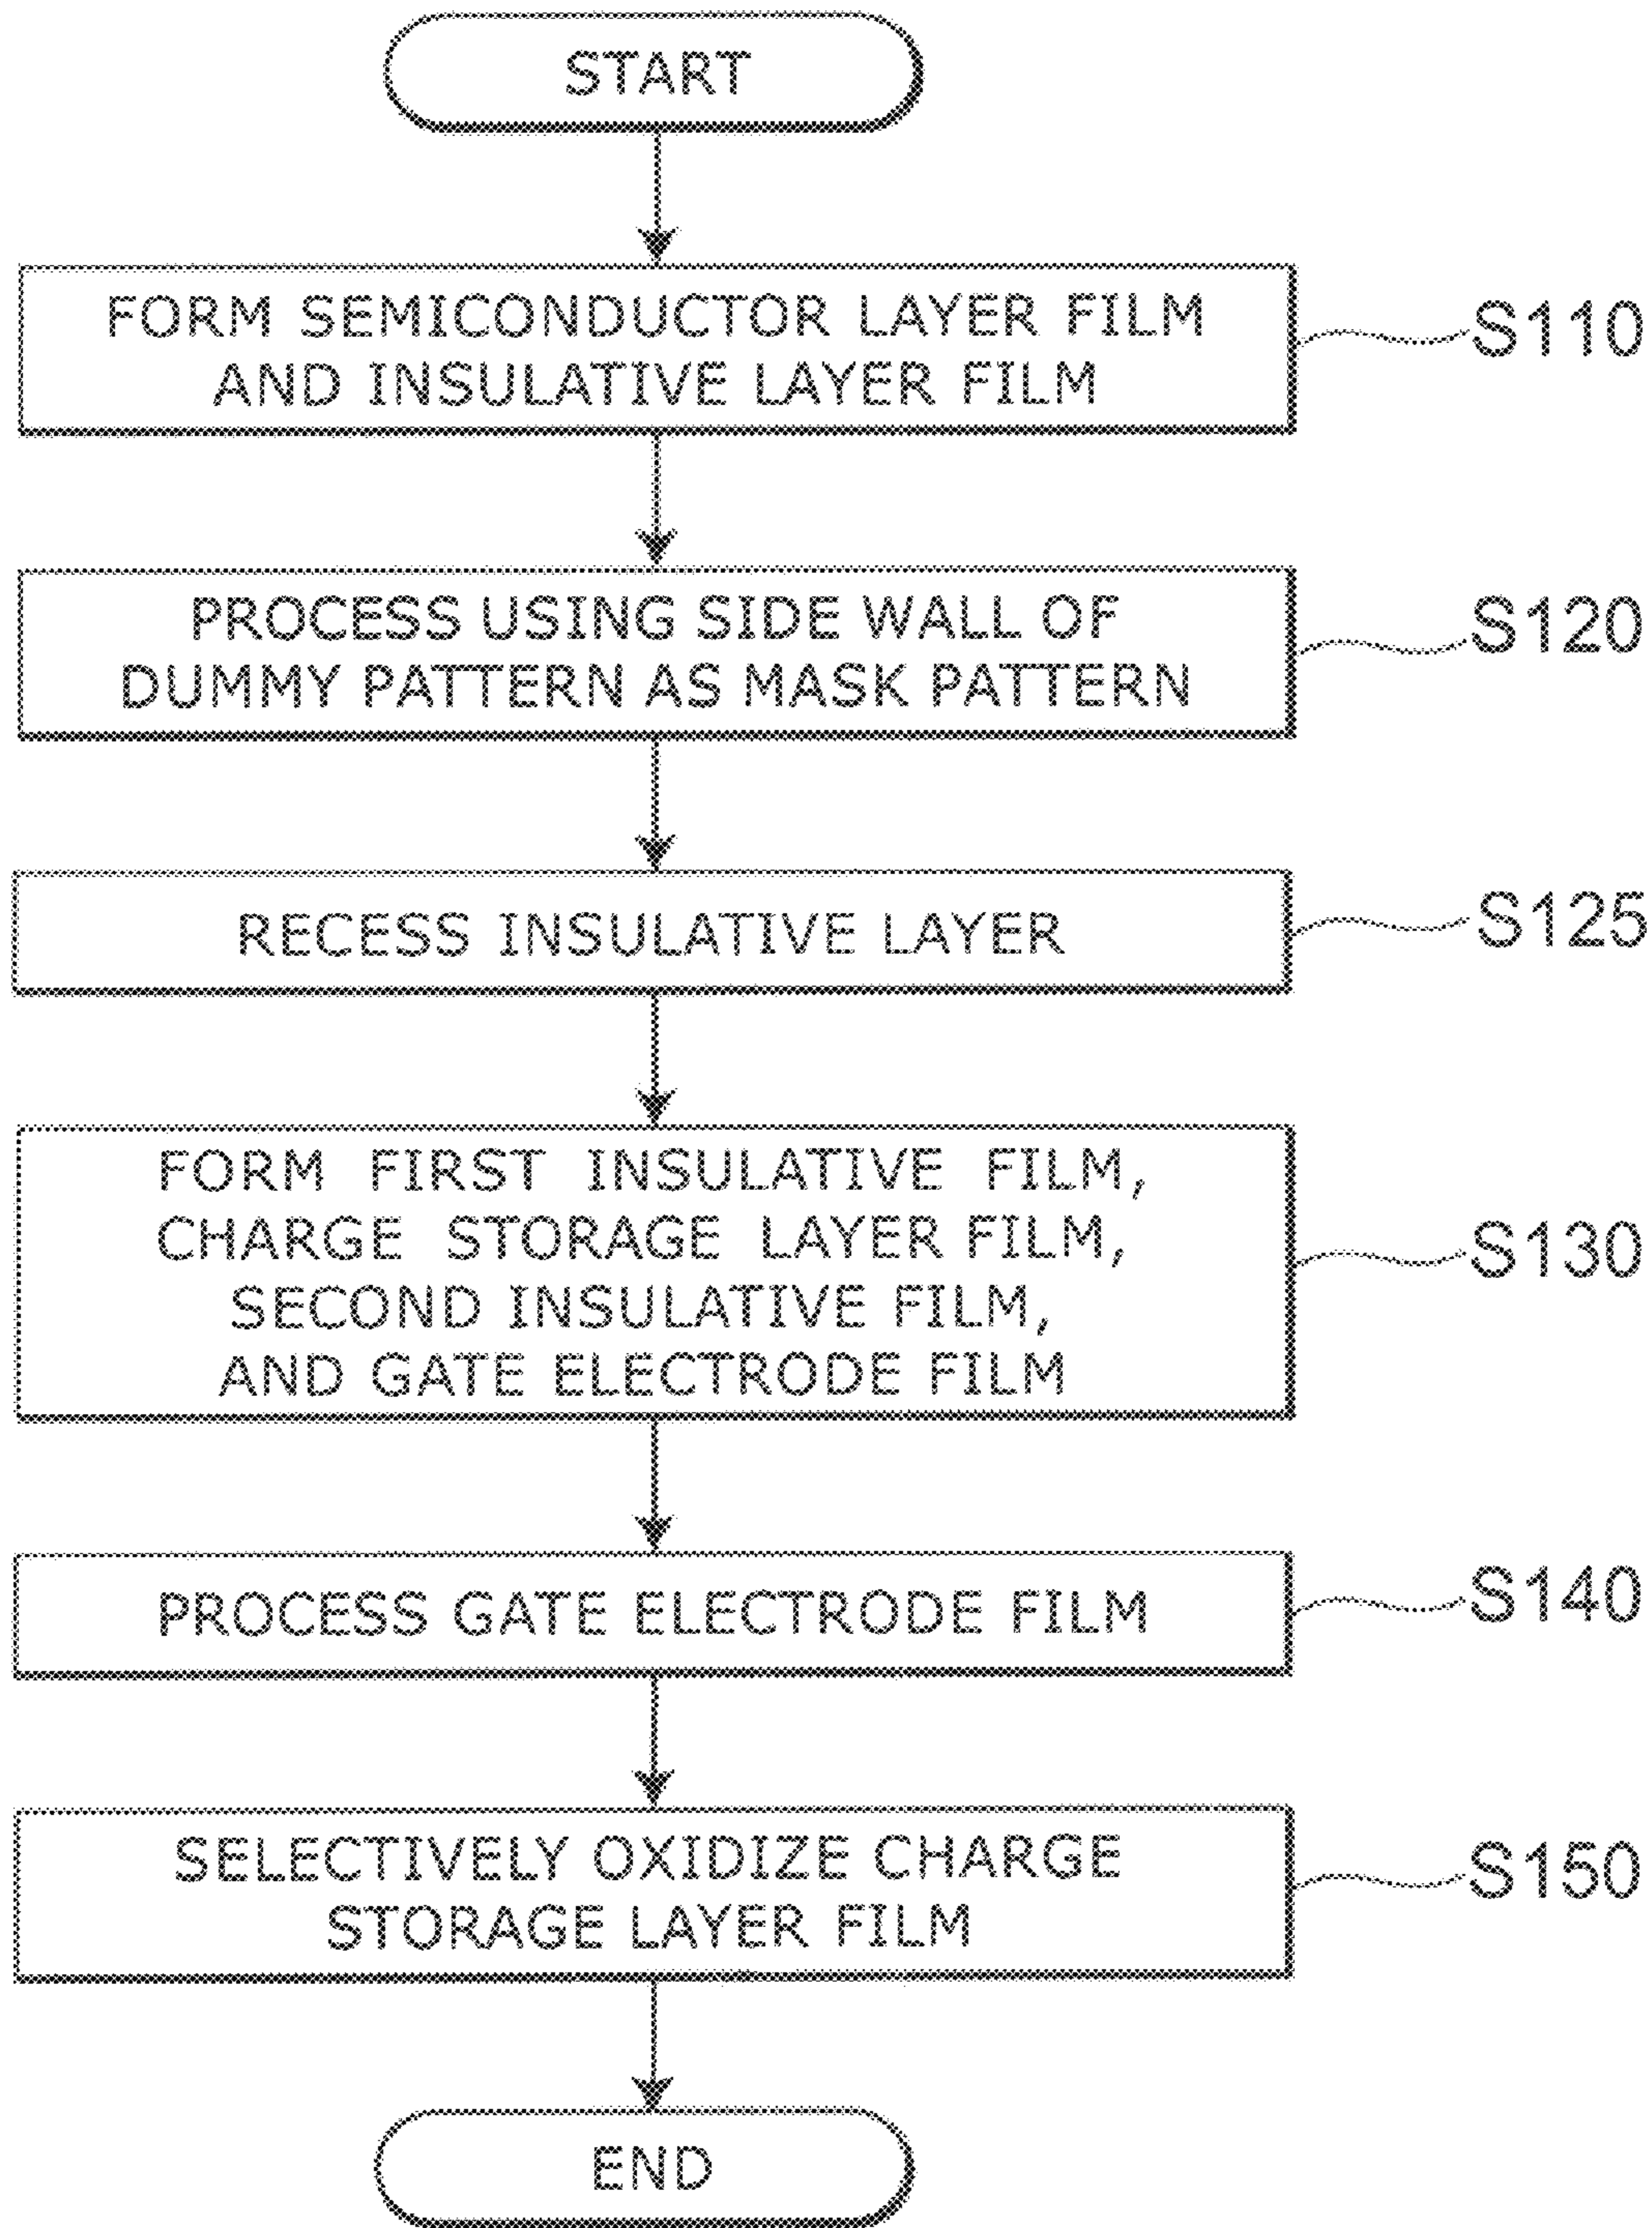 START
FORM SEMICONDUCTOR LAYER FILM
AND INSULATIVE LAYER FILM
S110
PROCESS USING SIDE WALL OF
DUMMY PATTERN AS MASK PATTERN
S120
RECESS INSULATIVE LAYER
S125
FORM FIRST INSULATIVE FILM,
CHARGE STORAGE LAYER FILM,
SECOND INSULATIVE FILM,
AND GATE ELECTRODE FILM
S130
PROCESS GATE ELECTRODE FILM
S140
SELECTIVELY OXIDIZE CHARGE
STORAGE LAYER FILM
S150
END